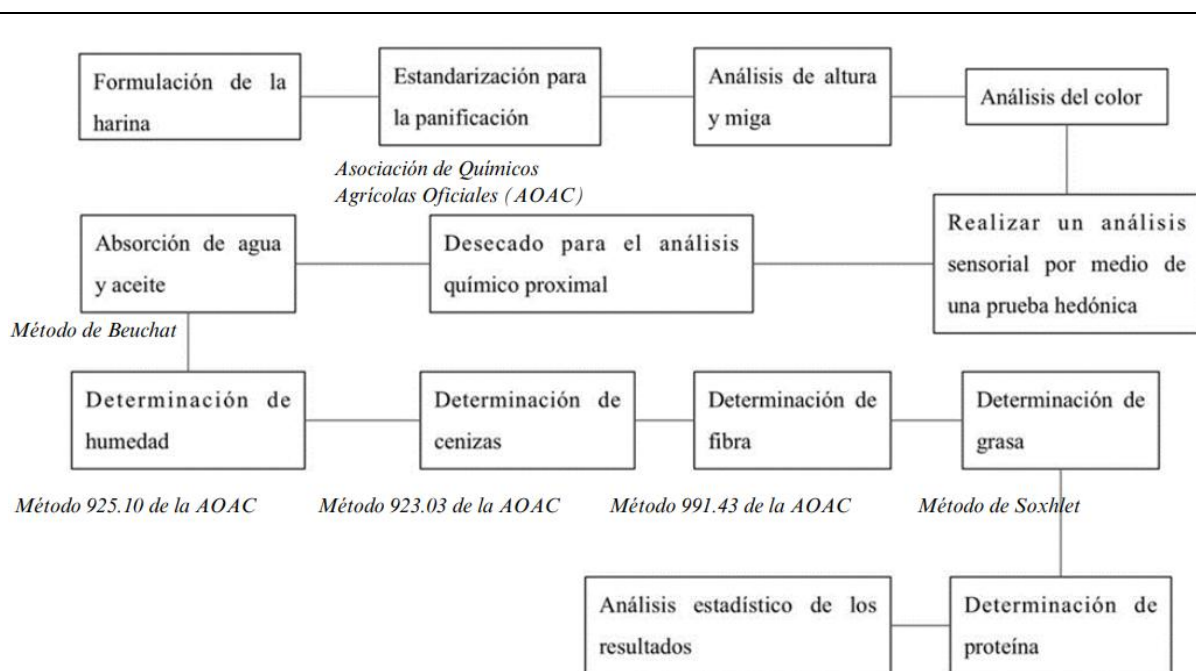 Formulación de la
harina
Estandarización para
la panificación
Análisis de altura
y miga
Análisis del color
Asociación de Químicos
Agrícolas Oficiales (AOAC)
Realizar un análisis
sensorial por medio de
una prueba hedónica
Desecado para el análisis
químico proximal
Absorción de agua
y aceite
Método de Beuchat
Determinación de
humedad
Determinación de
cenizas
Determinación de
fibra
Determinación de
grasa
Método 925.10 de la AOAC
Método 923.03 de la AOAC
Método 991.43 de la AOAC
Método de Soxhlet
Determinación de
proteína
Análisis estadístico de los
resultados